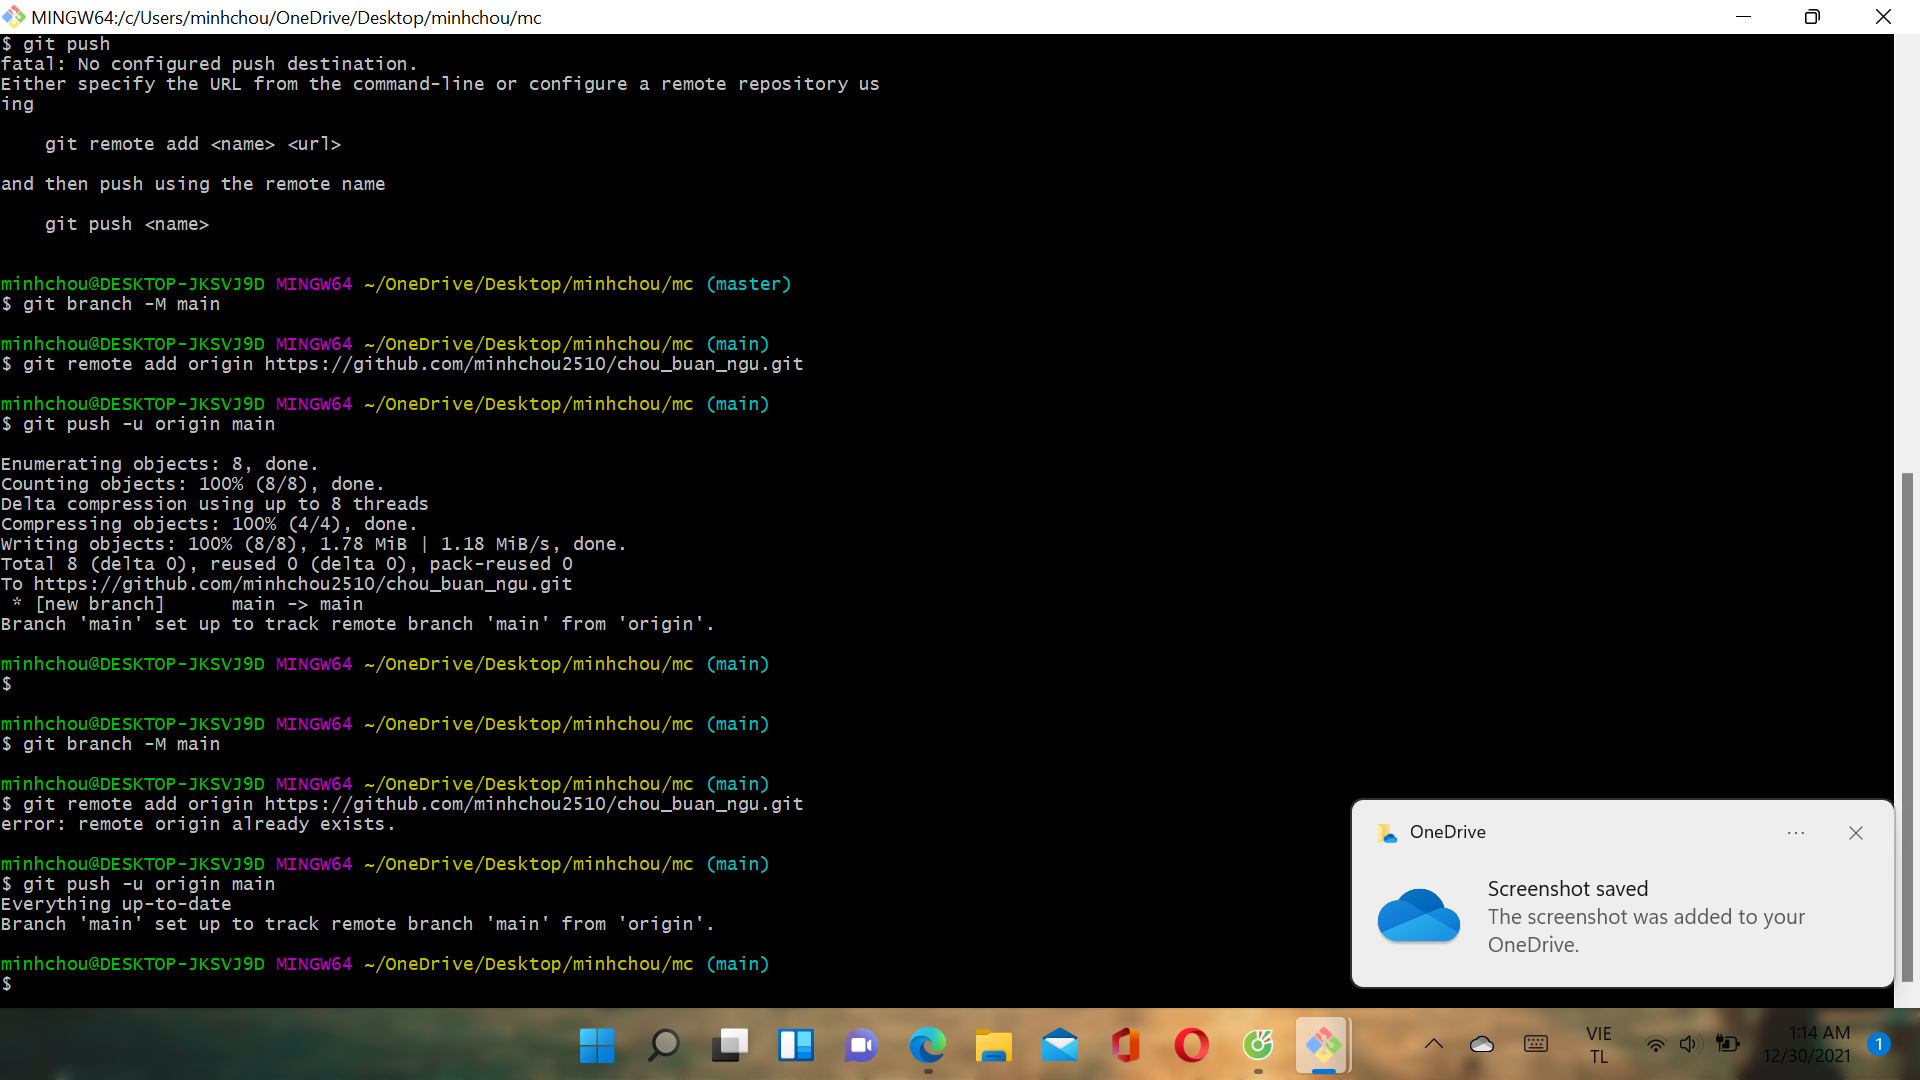 MINGW64:/c/Users/minhchou/OneDrive/Desktop/minhchou/mc
$ git push
fatal: No configured push destination.
Either specify the URL from the command-line or configure a remote repository us
ing
git remote add <name> <url>
and then push using the remote name
git push <name>
minhchou@DESKTOP-JKSVJ9D MINGW64 ~/OneDrive/Desktop/minhchou/mc (master)
$ git branch -M main
minhchou@DESKTOP-JKSVJ9D MINGW64 ~/OneDrive/Desktop/minhchou/mc (main)
$ git remote add origin https://github.com/minhchou2510/chou_buan_ngu.git
minhchou@DESKTOP-JKSVJ9D MINGW64 ~/OneDrive/Desktop/minhchou/mc (main)
$ git push -u origin main
Enumerating objects: 8, done.
Counting objects: 100% (8/8), done.
Delta compression using up to 8 threads
Compressing objects: 100% (4/4), done.
Writing objects: 100% (8/8), 1.78 MiB | 1.18 MiB/s, done.
Total 8 (delta 0), reused 0 (delta 0), pack-reused 0
To https://github.com/minhchou2510/chou_buan_ngu.git
 * [new branch]      main -> main
Branch 'main' set up to track remote branch 'main' from 'origin'.
minhchou@DESKTOP-JKSVJ9D MINGW64 ~/OneDrive/Desktop/minhchou/mc (main)
$
minhchou@DESKTOP-JKSVJ9D MINGW64 ~/OneDrive/Desktop/minhchou/mc (main)
$ git branch -M main
minhchou@DESKTOP-JKSVJ9D MINGW64 ~/OneDrive/Desktop/minhchou/mc (main)
$ git remote add origin https://github.com/minhchou2510/chou_buan_ngu.git
error: remote origin already exists.
minhchou@DESKTOP-JKSVJ9D MINGW64 ~/OneDrive/Desktop/minhchou/mc (main)
$ git push -u origin main
Everything up-to-date
Branch 'main' set up to track remote branch 'main' from 'origin'.
minhchou@DESKTOP-JKSVJ9D MINGW64 ~/OneDrive/Desktop/minhchou/mc (main)
$
OneDrive
Screenshot saved
The screenshot was added to your
OneDrive.
VIE
TL
1:14 AM
12/30/2021
1